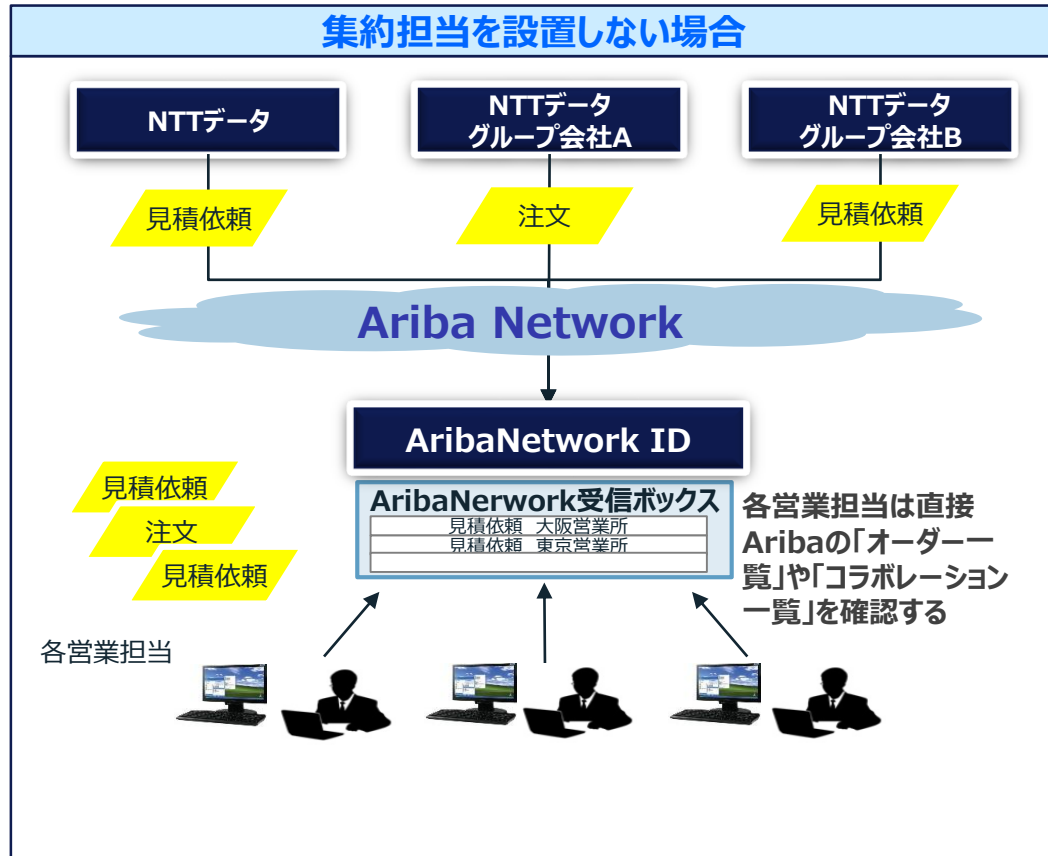 集約担当を設置しない場合
NTTデータ
NTTデータ
グループ会社A
NTTデータ
グループ会社B
見積依頼
注文
見積依頼
Ariba Network
AribaNetwork ID
見積依頼
注文
見積依頼
AribaNerwork受信ボックス
見積依頼 大阪営業所
見積依頼 東京営業所
各営業担当は直接
Aribaの「オーダー一
覧」や「コラボレーション
一覧」を確認する
各営業担当